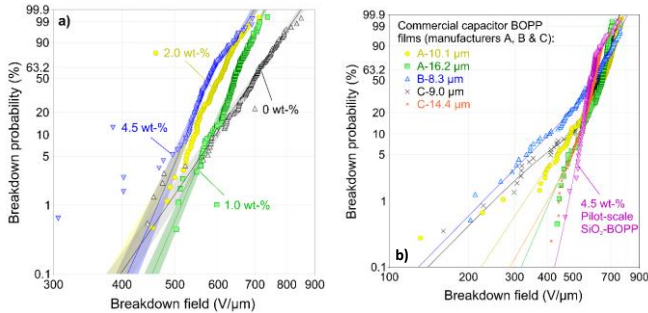 a)
Breakdown probability (%)
99.9
99
90
63.2
50
20
10
5
1
0.1
2.0 wt-%
0 wt-%
4.5 wt-%
1.0 wt-%
300
400
500
600
700
800
900
Breakdown field (V/µm)
b)
Breakdown probability (%)
99.9
99
90
63.2
50
20
10
5
1
0.1
Commercial capacitor BOPP
films (manufacturers A, B & C):
A-10.1 µm
A-16.2 µm
B-8.3 µm
C-9.0 µm
C-14.4 µm
4.5 wt-%
Pilot-scale
SiO₂-BOPP
100
200
300
400
500
700
900
Breakdown field (V/µm)